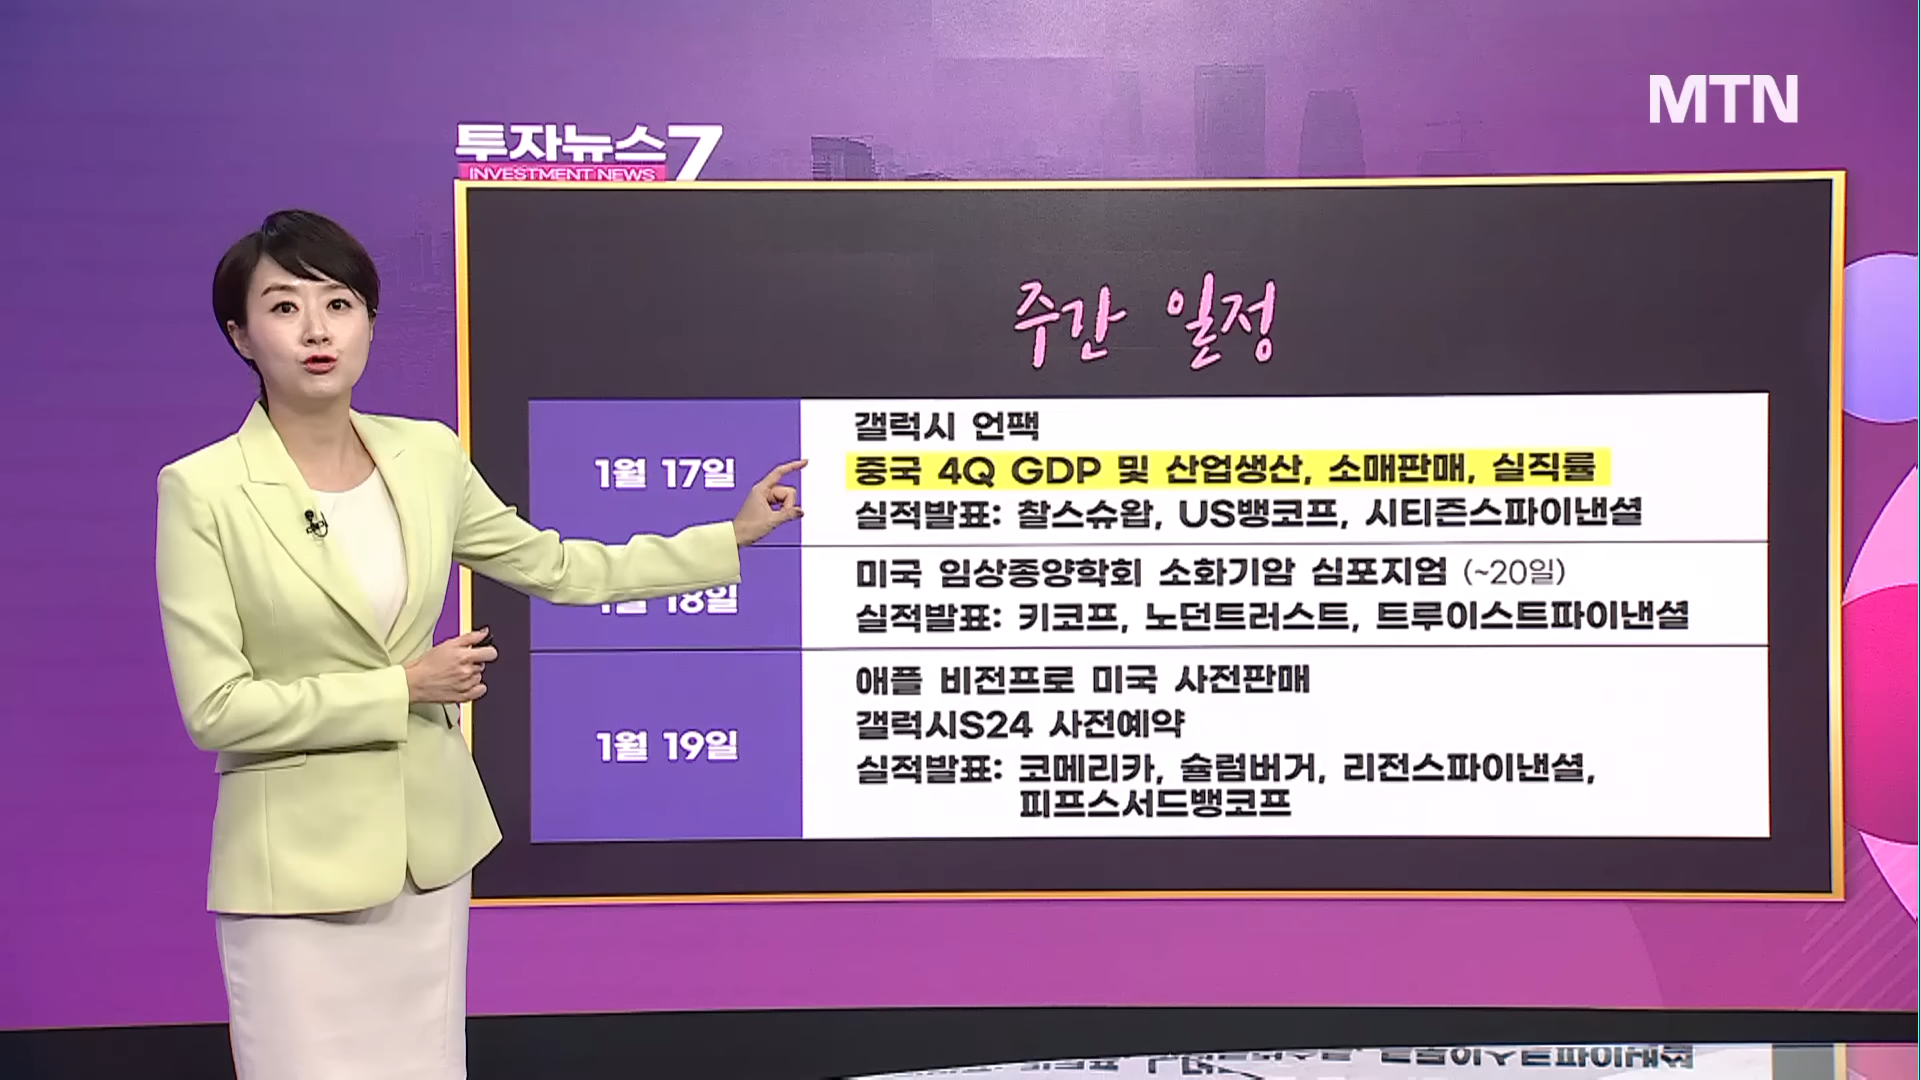 MTN
투자뉴스7
INVESTMENT NEWS
주간 일정
1월 17일
갤럭시 언팩
중국 4Q GDP 및 산업생산, 소매판매, 실직률
실적발표: 찰스슈왑, US뱅코프, 시티즌스파이낸셜
1월 18일
미국 임상종양학회 소화기암 심포지엄 (~20일)
실적발표: 키코프, 노던트러스트, 트루이스트파이낸셜
1월 19일
애플 비전프로 미국 사전판매
갤럭시S24 사전예약
실적발표: 코메리카, 슐럼버거, 리전스파이낸셜,
피프스서드뱅코프